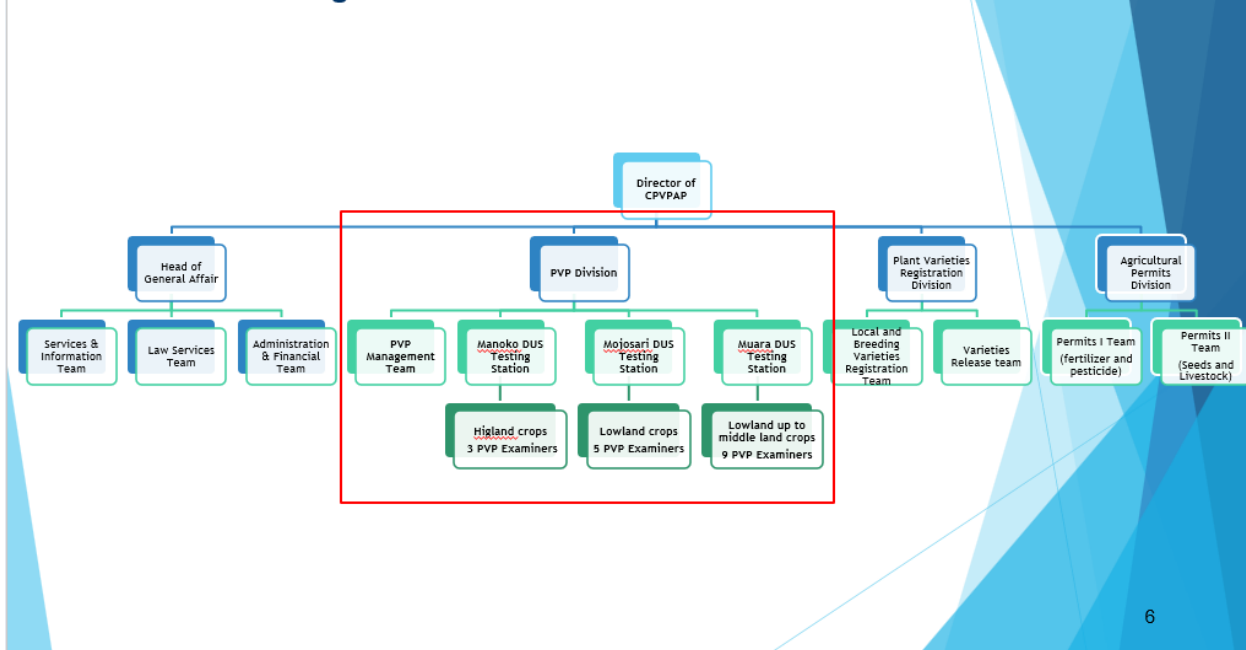 Director of
CPVPAP
Head of
General Affair
PVP Division
Plant Varieties
Registration
Division
Agricultural
Permits
Division
Services &
Information
Team
Law Services
Team
Administration
& Financial
Team
PVP
Management
Team
Manoko DUS
Testing
Station
Mojosari DUS
Testing
Station
Muara DUS
Testing
Station
Local and
Breeding
Varieties
Registration
Team
Varieties
Release team
Permits I Team
(fertilizer and
pesticide)
Permits II
Team
(Seeds and
Livestock)
Higland crops
3 PVP Examiners
Lowland crops
5 PVP Examiners
Lowland up to
middle land crops
9 PVP Examiners
6